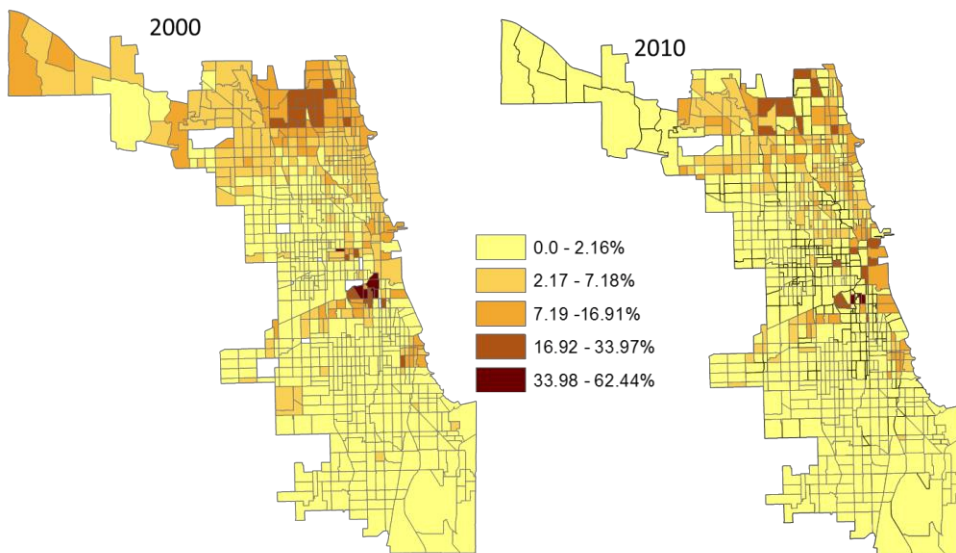 2000
2010
0.0 - 2.16%
2.17 - 7.18%
7.19 -16.91%
16.92 - 33.97%
33.98 - 62.44%